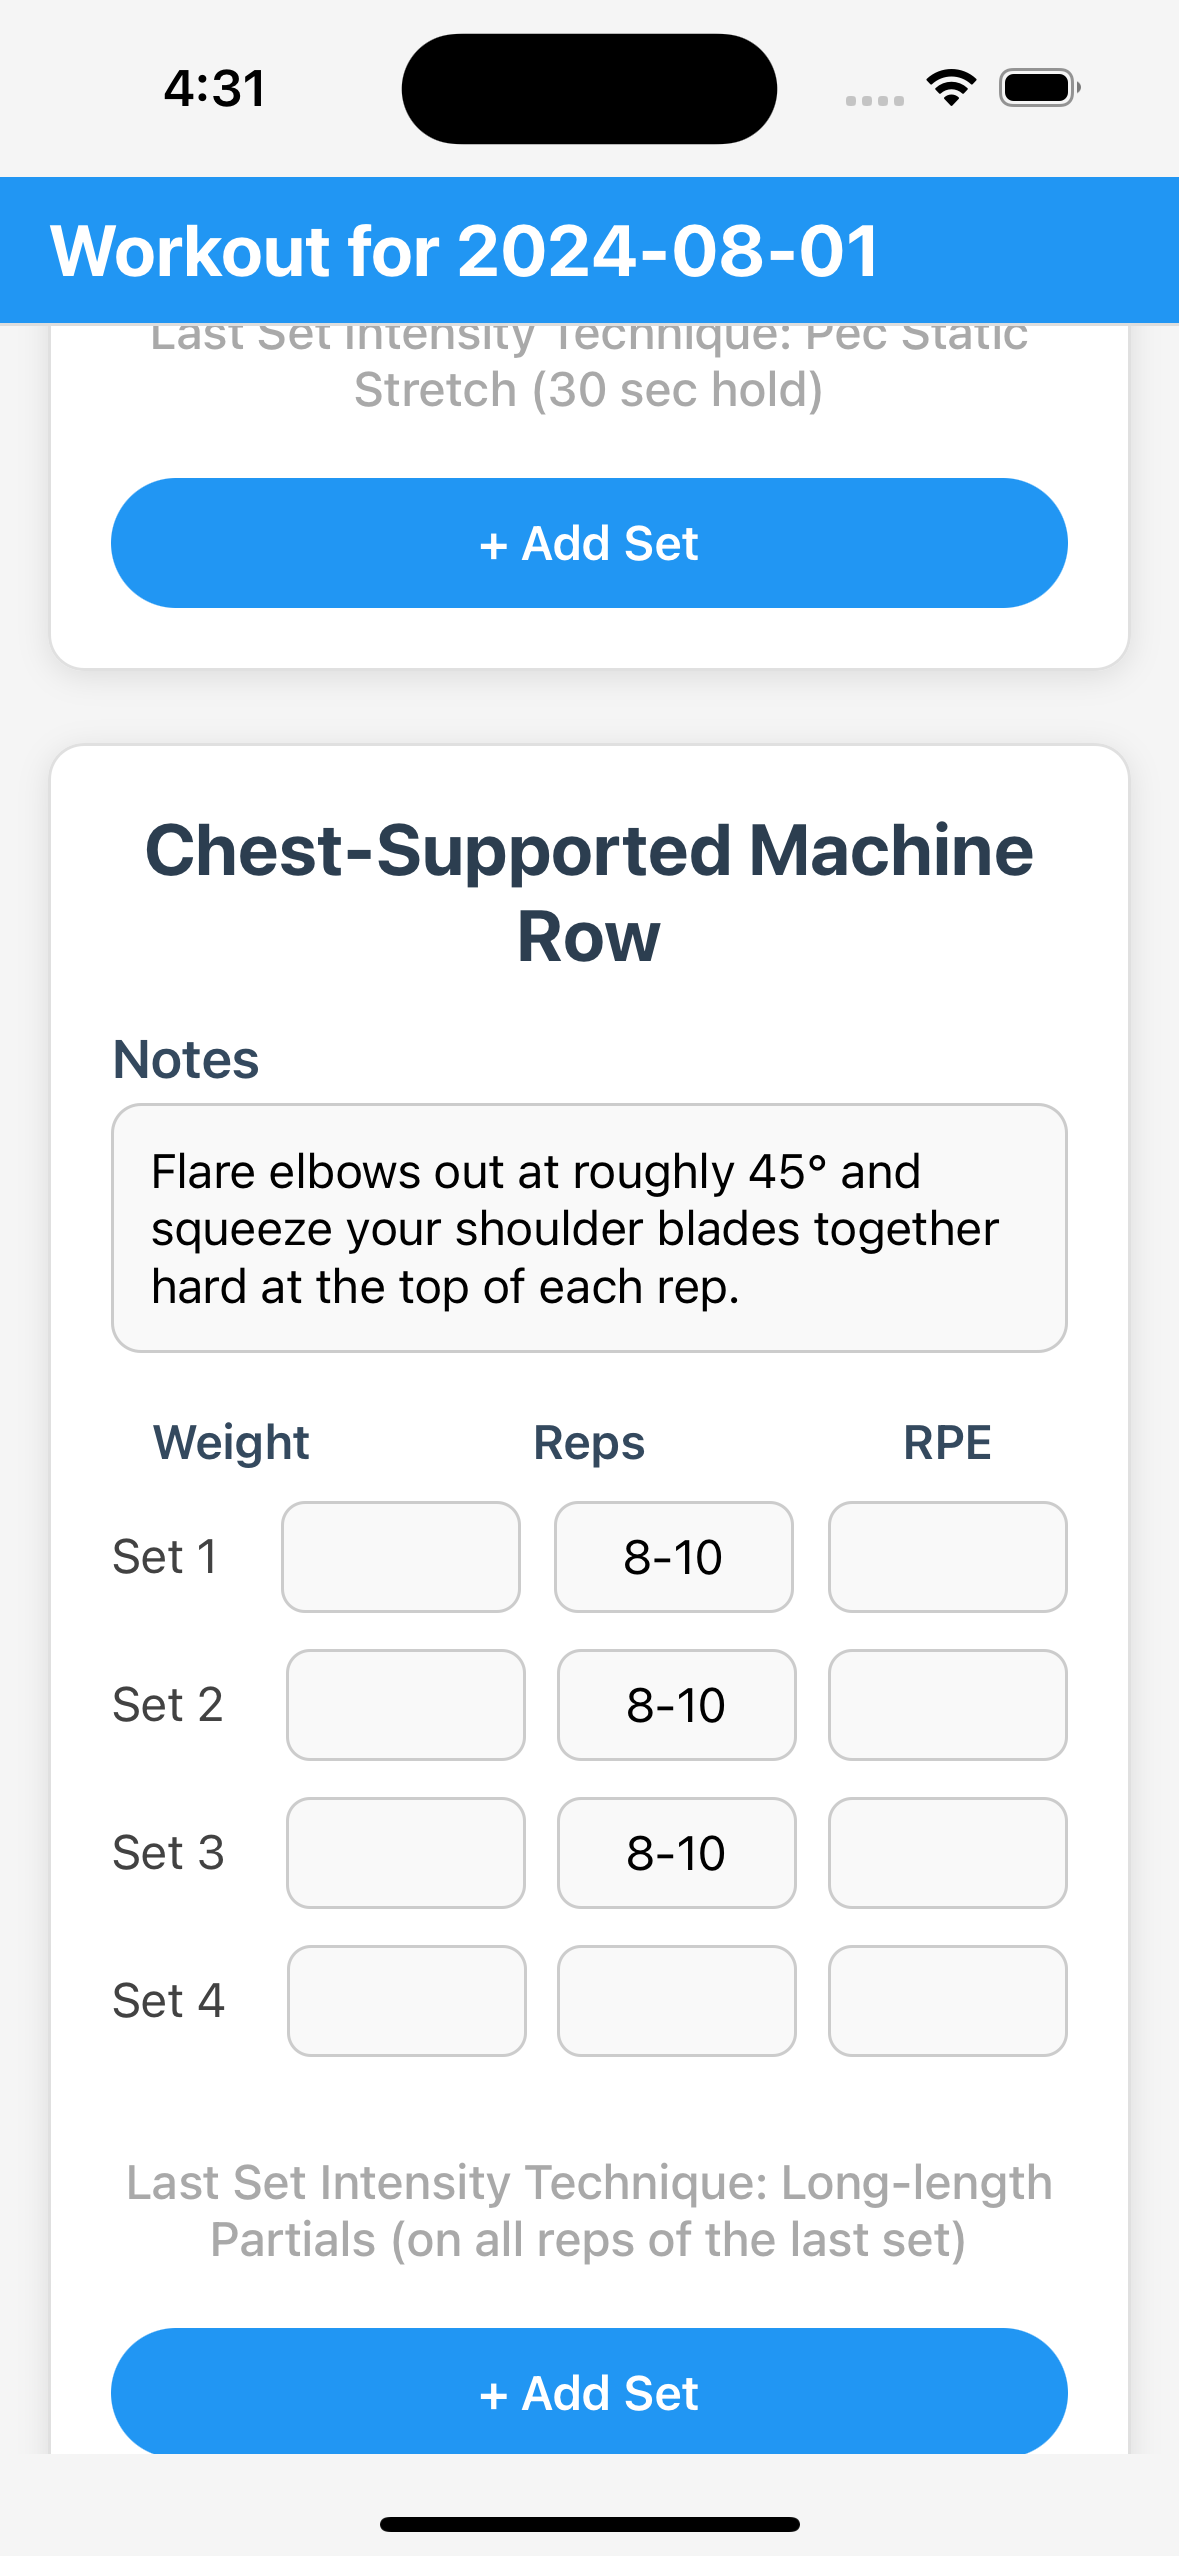 4:31
Workout for 2024-08-01
Last Set Intensity Technique: Pec Static
Stretch (30 sec hold)
+ Add Set
Chest-Supported Machine
Row
Notes
Flare elbows out at roughly 45° and
squeeze your shoulder blades together
hard at the top of each rep.
Weight Reps RPE
Set 1 8-10
Set 2 8-10
Set 3 8-10
Set 4
Last Set Intensity Technique: Long-length
Partials (on all reps of the last set)
+ Add Set